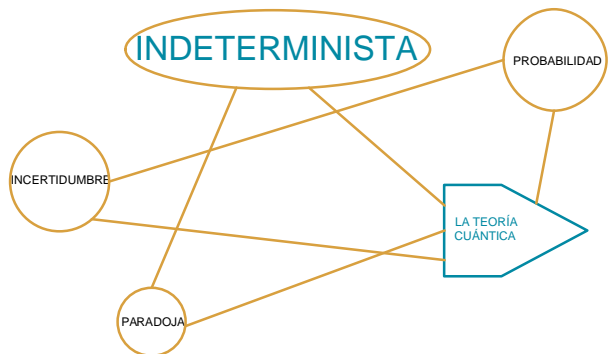 INDETERMINISTA
PROBABILIDAD
INCERTIDUMBRE
LA TEORÍA
CUÁNTICA
PARADOJA